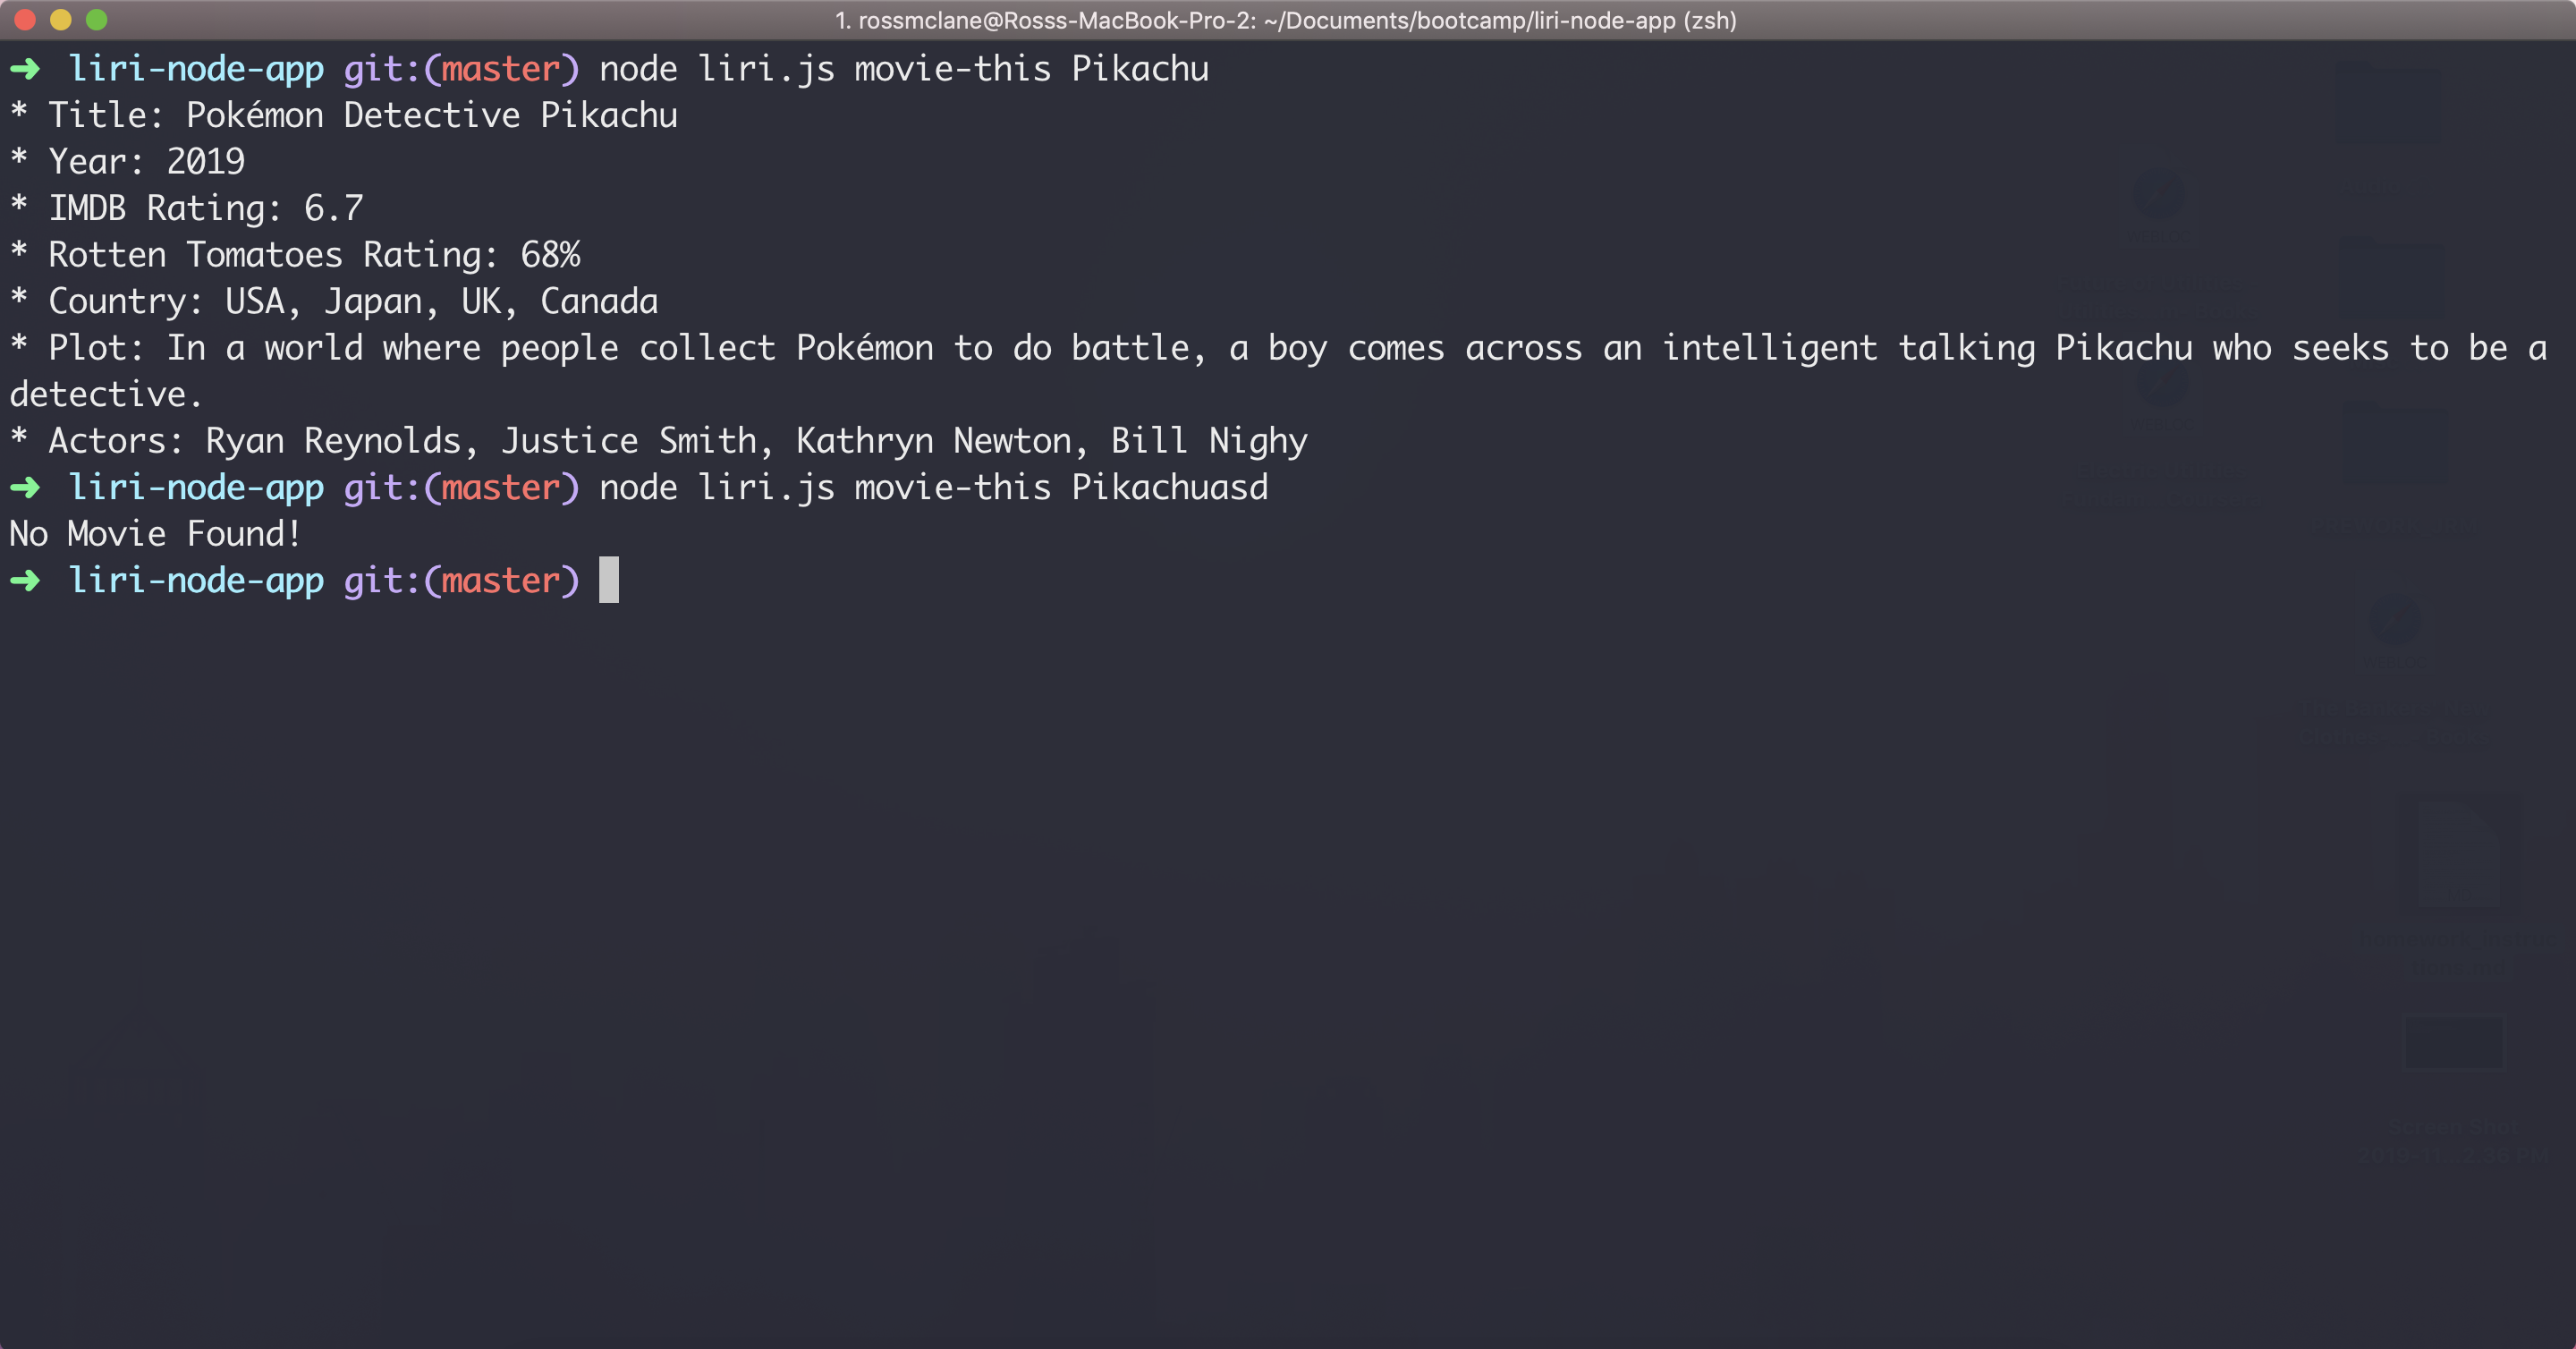 1. rossmclane@Rosss-MacBook-Pro-2: ~/Documents/bootcamp/liri-node-app (zsh)
➜ liri-node-app git:(master) node liri.js movie-this Pikachu
* Title: Pokémon Detective Pikachu
* Year: 2019
* IMDB Rating: 6.7
* Rotten Tomatoes Rating: 68%
* Country: USA, Japan, UK, Canada
* Plot: In a world where people collect Pokémon to do battle, a boy comes across an intelligent talking Pikachu who seeks to be a
detective.
* Actors: Ryan Reynolds, Justice Smith, Kathryn Newton, Bill Nighy
➜ liri-node-app git:(master) node liri.js movie-this Pikachuasd
No Movie Found!
➜ liri-node-app git:(master)
Screen Shot